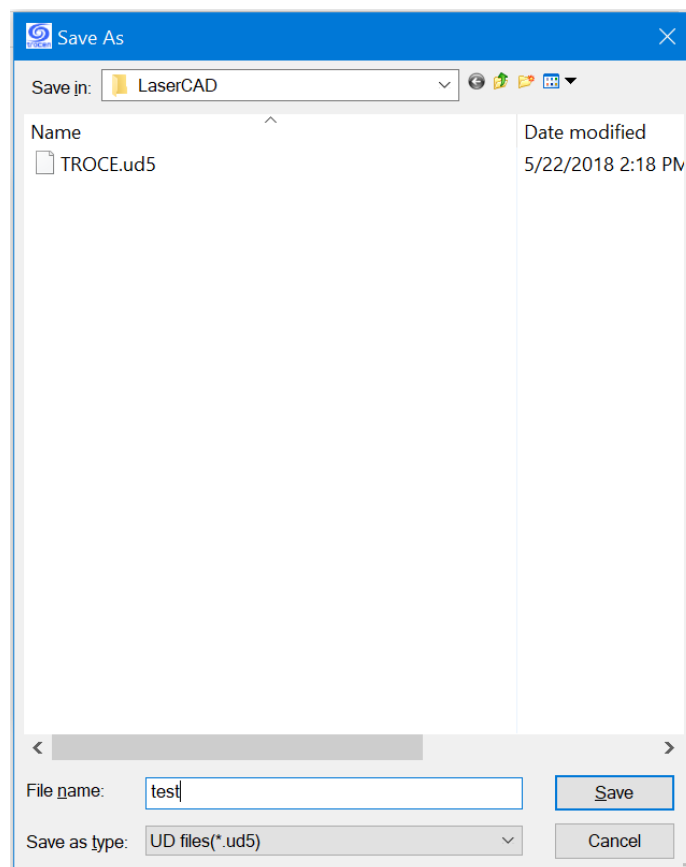 Save As
Save in: LaserCAD
Name Date modified
TROCE.ud5 5/22/2018 2:18 PM
File name: test Save
Save as type: UD files(*.ud5) Cancel